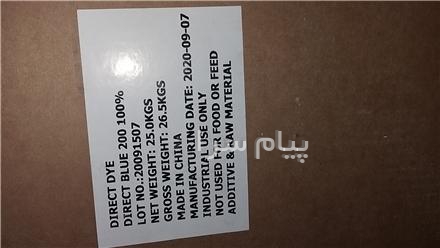 DIRECT DYE
DIRECT BLUE 200 100%
LOT NO.:20091507
NET WEIGHT: 25.0KGS
GROSS WEIGHT: 26.5KGS
MADE IN CHINA
MANUFACTURING DATE: 2020-09-07
INDUSTRIAL USE ONLY
NOT USED FOR FOOD OR FEED
ADDITIVE & RAW MATERIAL
پیام سرا